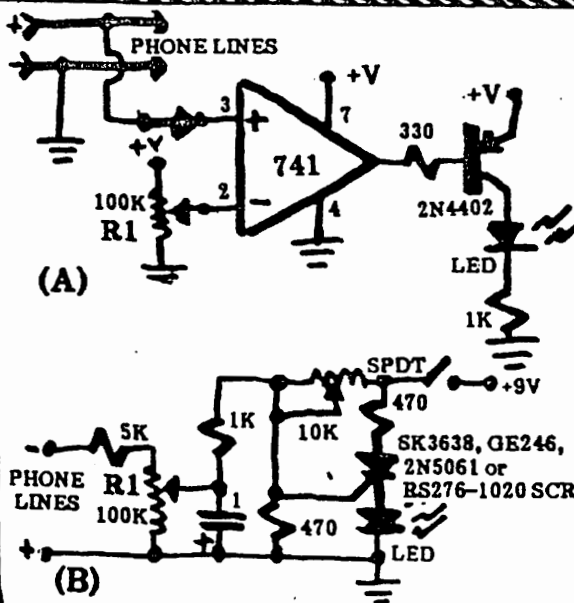 +
PHONE LINES
−
+V
3
+
7
+V
741
+V
100K
R1
2
−
4
330
2N4402
LED
1K
(A)
SPDT
+9V
1K
10K
470
SK3638, GE246,
2N5061 or
RS276-1020 SCR
−
5K
PHONE
LINES
R1
100K
1
+
470
LED
+
(B)